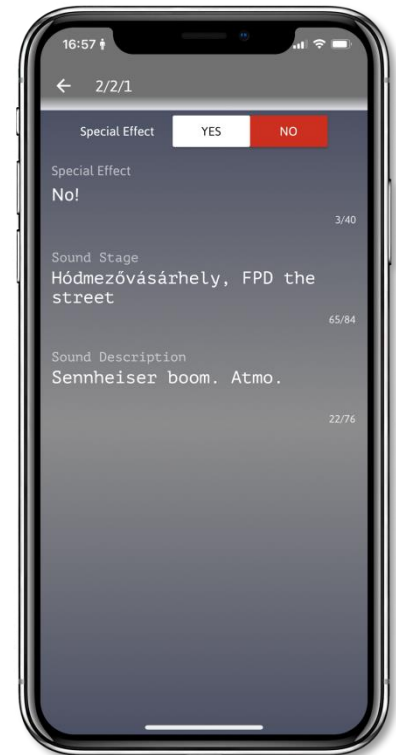 16:57
← 2/2/1
Special Effect YES NO
Special Effect
No!
3/40
Sound Stage
Hódmezővásárhely, FPD the
street
65/84
Sound Description
Sennheiser boom. Atmo.
22/76